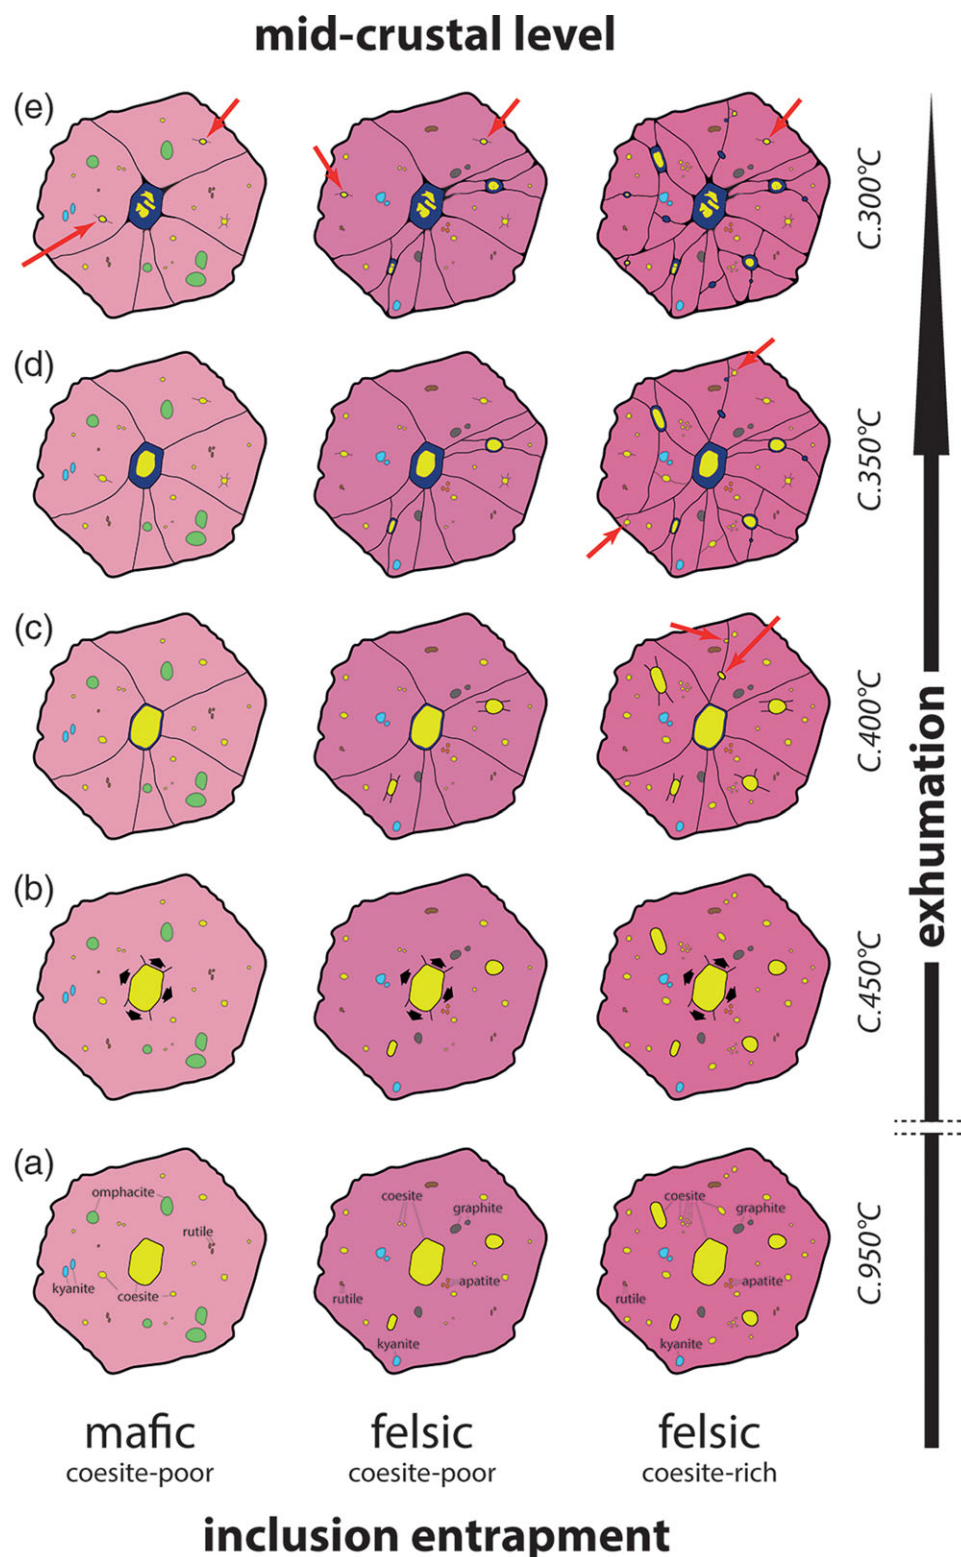 mid-crustal level
(e)
C.300°C
(d)
C.350°C
(c)
C.400°C
exhumation
(b)
C.450°C
(a)
C.950°C
omphacite
rutile
kyanite
coesite
coesite
graphite
rutile
apatite
kyanite
coesite
graphite
rutile
apatite
kyanite
mafic
coesite-poor
felsic
coesite-poor
felsic
coesite-rich
inclusion entrapment